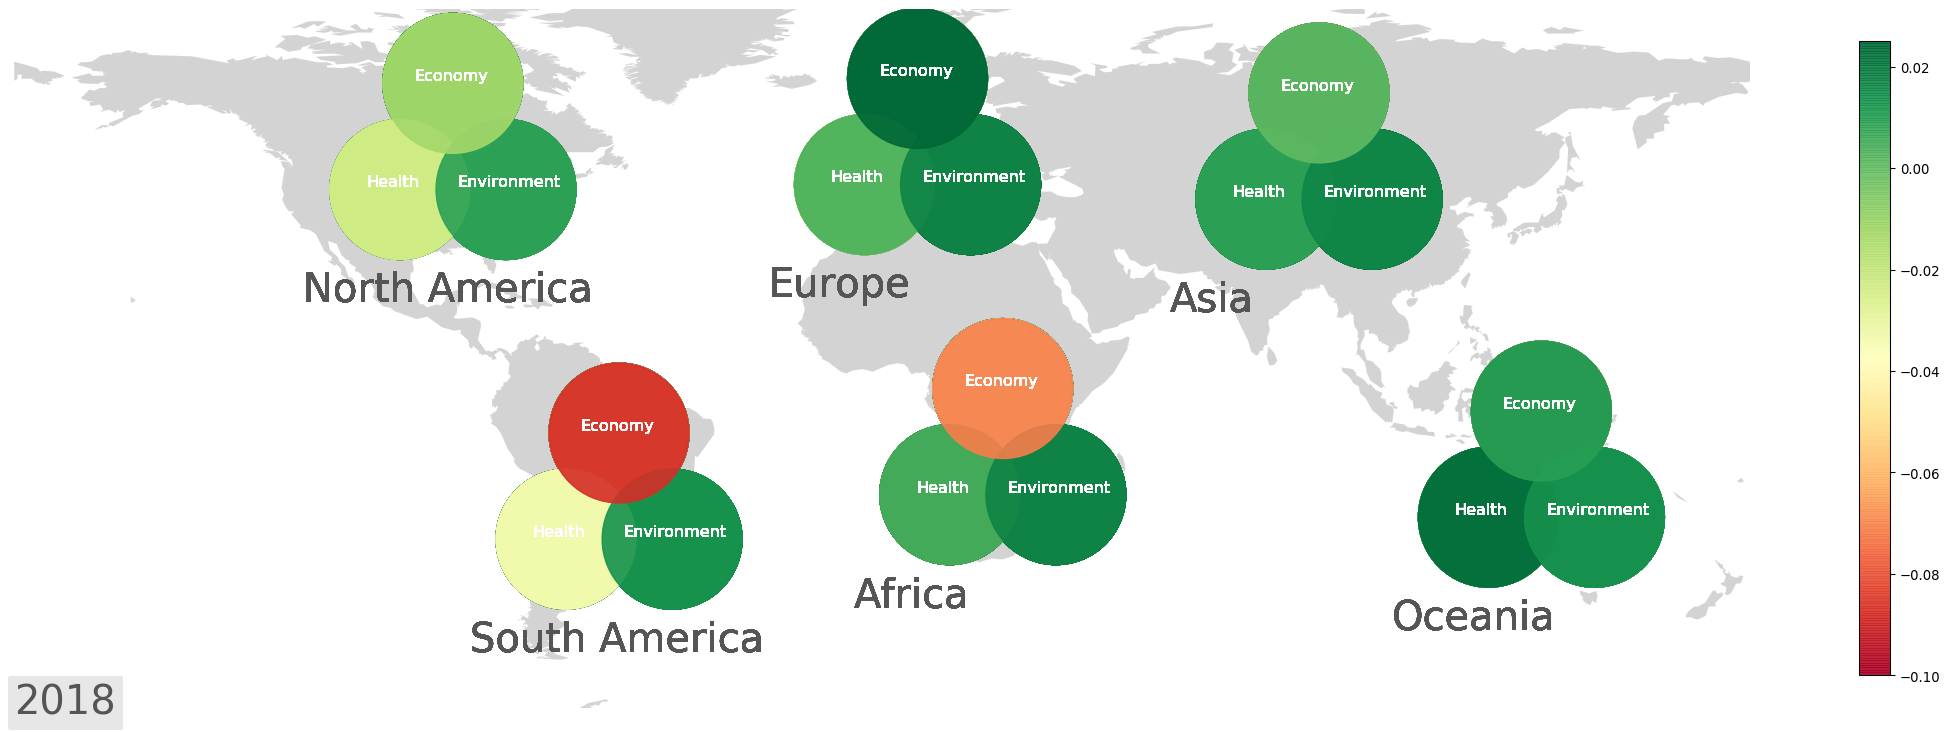 Economy
Health
Environment
North America
Economy
Health
Environment
Europe
Economy
Health
Environment
Asia
Economy
Health
Environment
South America
Economy
Health
Environment
Africa
Economy
Health
Environment
Oceania
2018
0.02
0.00
−0.02
−0.04
−0.06
−0.08
−0.10